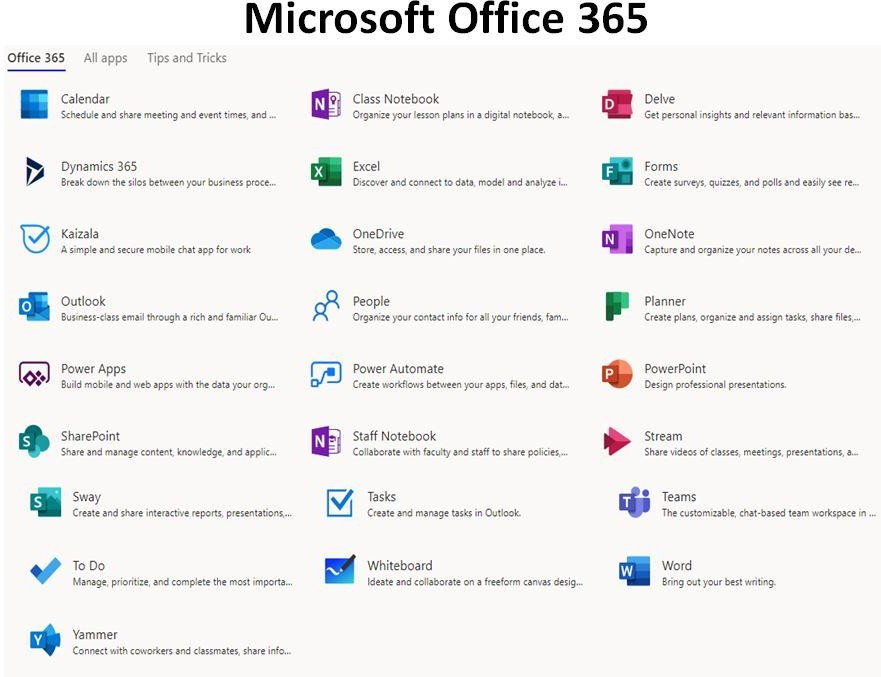 Microsoft Office 365
Office 365 All apps Tips and Tricks
Calendar
Schedule and share meeting and event times, and ...
Class Notebook
Organize your lesson plans in a digital notebook, a...
Delve
Get personal insights and relevant information bas...
Dynamics 365
Break down the silos between your business proce...
Excel
Discover and connect to data, model and analyze i...
Forms
Create surveys, quizzes, and polls and easily see re...
Kaizala
A simple and secure mobile chat app for work
OneDrive
Store, access, and share your files in one place.
OneNote
Capture and organize your notes across all your de...
Outlook
Business-class email through a rich and familiar Ou...
People
Organize your contact info for all your friends, fam...
Planner
Create plans, organize and assign tasks, share files,...
Power Apps
Build mobile and web apps with the data your org...
Power Automate
Create workflows between your apps, files, and dat...
PowerPoint
Design professional presentations.
SharePoint
Share and manage content, knowledge, and applic...
Staff Notebook
Collaborate with faculty and staff to share policies,...
Stream
Share videos of classes, meetings, presentations, a...
Sway
Create and share interactive reports, presentations,...
Tasks
Create and manage tasks in Outlook.
Teams
The customizable, chat-based team workspace in ...
To Do
Manage, prioritize, and complete the most importa...
Whiteboard
Ideate and collaborate on a freeform canvas desig...
Word
Bring out your best writing.
Yammer
Connect with coworkers and classmates, share info...